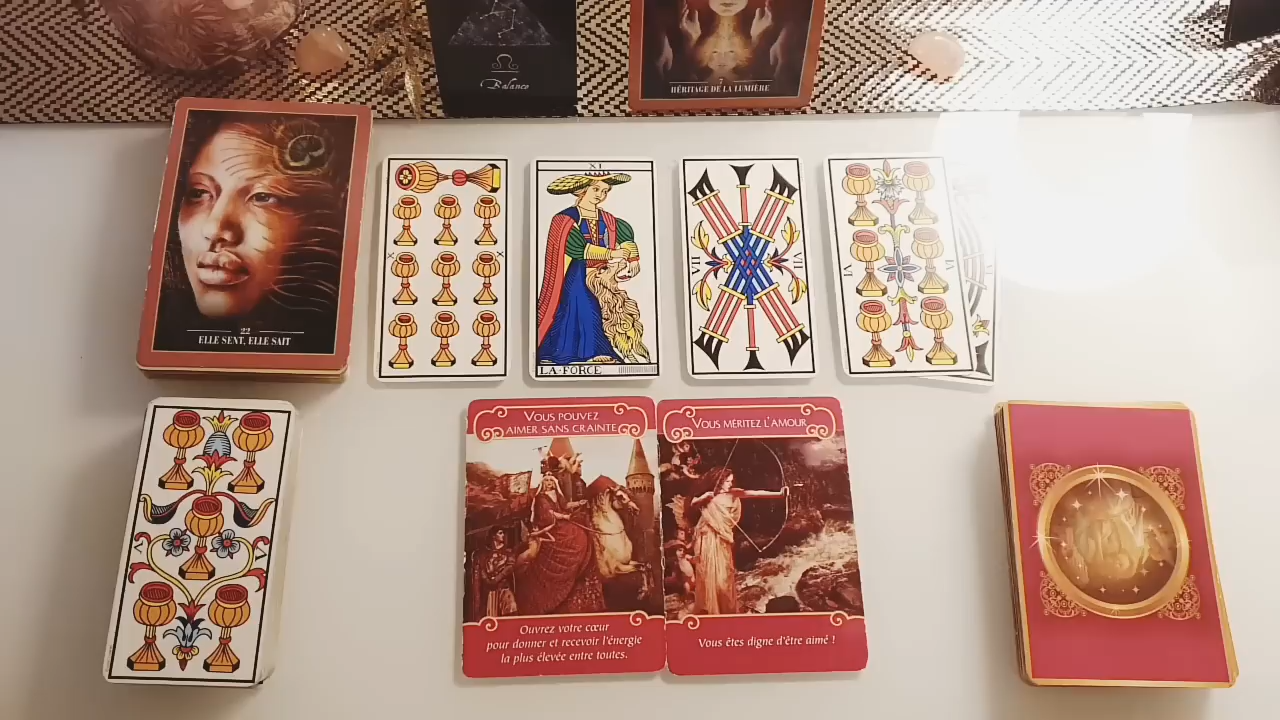 Balance
7
HÉRITAGE DE LA LUMIÈRE
22
ELLE SENT, ELLE SAIT
X
X
XI
LA·FORCE
VII
VII
VI
IV
V
V
VOUS POUVEZ
AIMER SANS CRAINTE
Ouvrez votre cœur
pour donner et recevoir l'énergie
la plus élevée entre toutes.
VOUS MÉRITEZ L'AMOUR
Vous êtes digne d'être aimé !